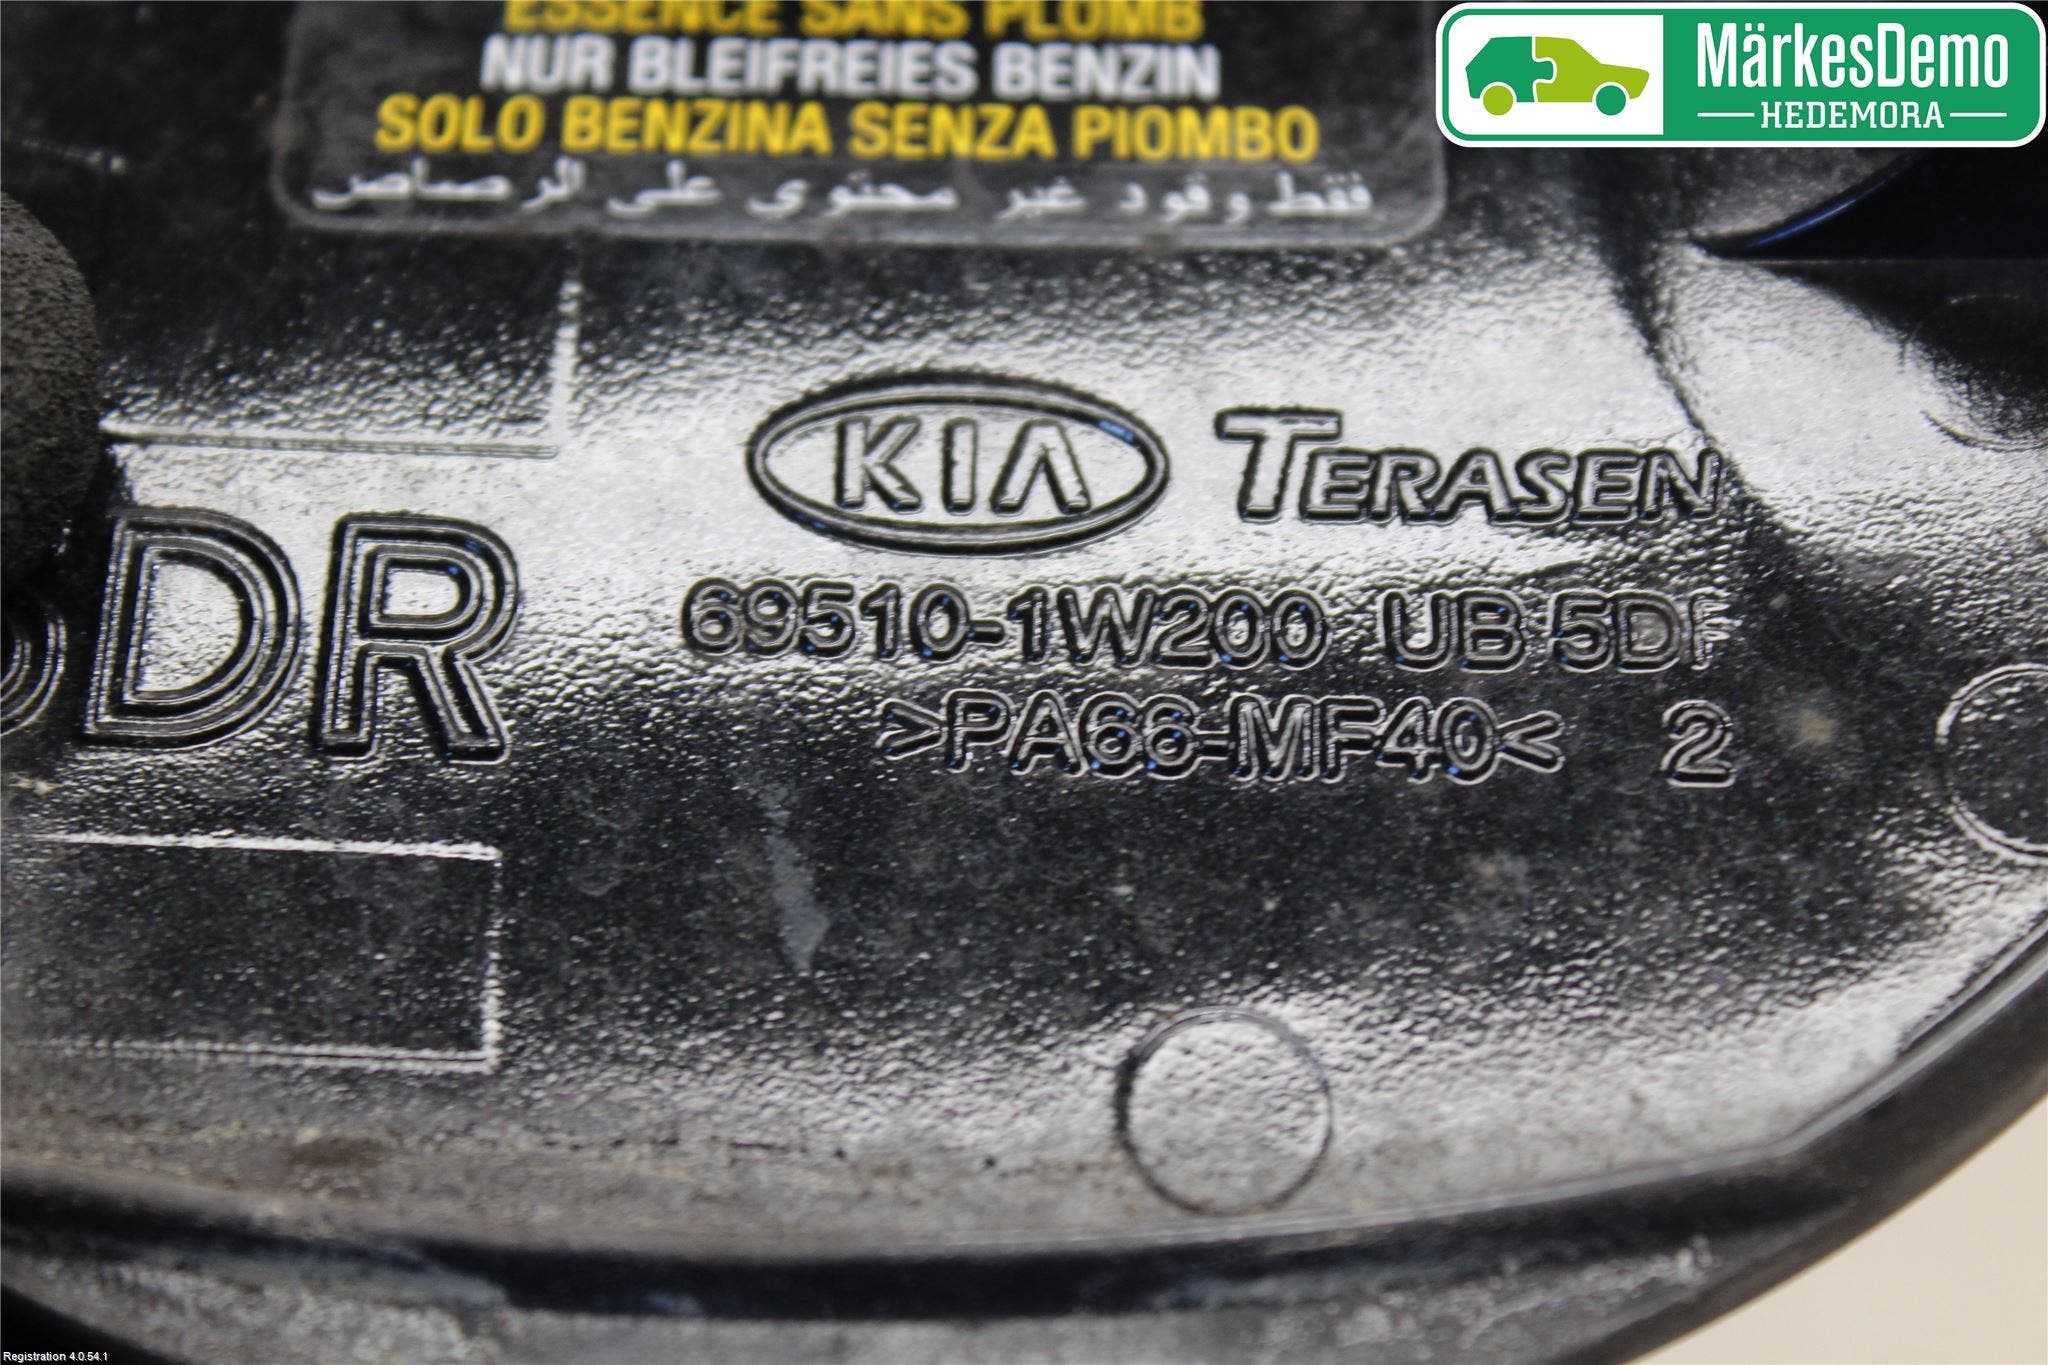 ESSENCE SANS PLOMB
NUR BLEIFREIES BENZIN
SOLO BENZINA SENZA PIOMBO
فقط وقود غير محتوي على الرصاص
MärkesDemo
HEDEMORA
KIA TERASEN
DR
69510-1W200 UB 5DR
>PA66-MF40< 2
Registration 4.0.54.1